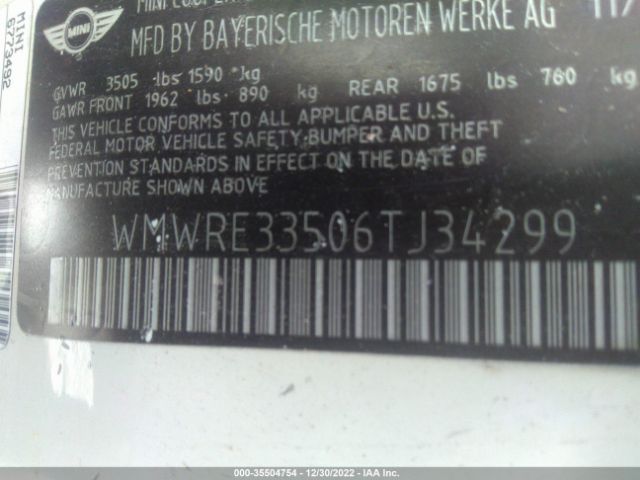 MINI COOPER
MFD BY BAYERISCHE MOTOREN WERKE AG 11/
MINI
GVWR 3505 lbs 1590 kg
GAWR FRONT 1962 lbs 890 kg REAR 1675 lbs 760 kg
THIS VEHICLE CONFORMS TO ALL APPLICABLE U.S.
FEDERAL MOTOR VEHICLE SAFETY-BUMPER AND THEFT
PREVENTION STANDARDS IN EFFECT ON THE DATE OF
MANUFACTURE SHOWN ABOVE
WMWRE33506TJ34299
MINI
6773492
000-35504754 - 12/30/2022 - IAA Inc.